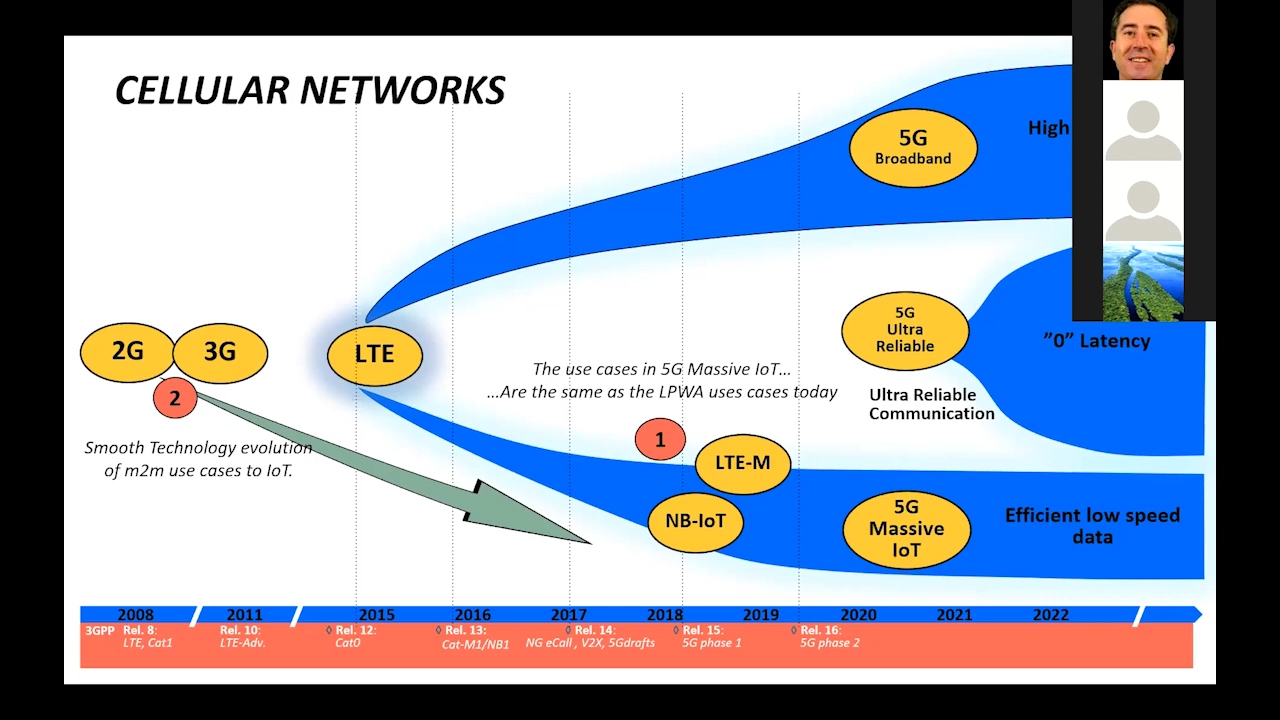 CELLULAR NETWORKS
5G
Broadband
High
2G
3G
LTE
5G
Ultra
Reliable
”0” Latency
The use cases in 5G Massive IoT…
…Are the same as the LPWA uses cases today
Ultra Reliable
Communication
2
1
Smooth Technology evolution
of m2m use cases to IoT.
LTE-M
NB-IoT
5G
Massive
IoT
Efficient low speed
data
2008 2011 2015 2016 2017 2018 2019 2020 2021 2022
3GPP Rel. 8: Rel. 10: ◊ Rel. 12: ◊ Rel. 13: ◊ Rel. 14: ◊ Rel. 15: ◊ Rel. 16:
LTE, Cat1 LTE-Adv. Cat0 Cat-M1/NB1 NG eCall , V2X, 5Gdrafts 5G phase 1 5G phase 2